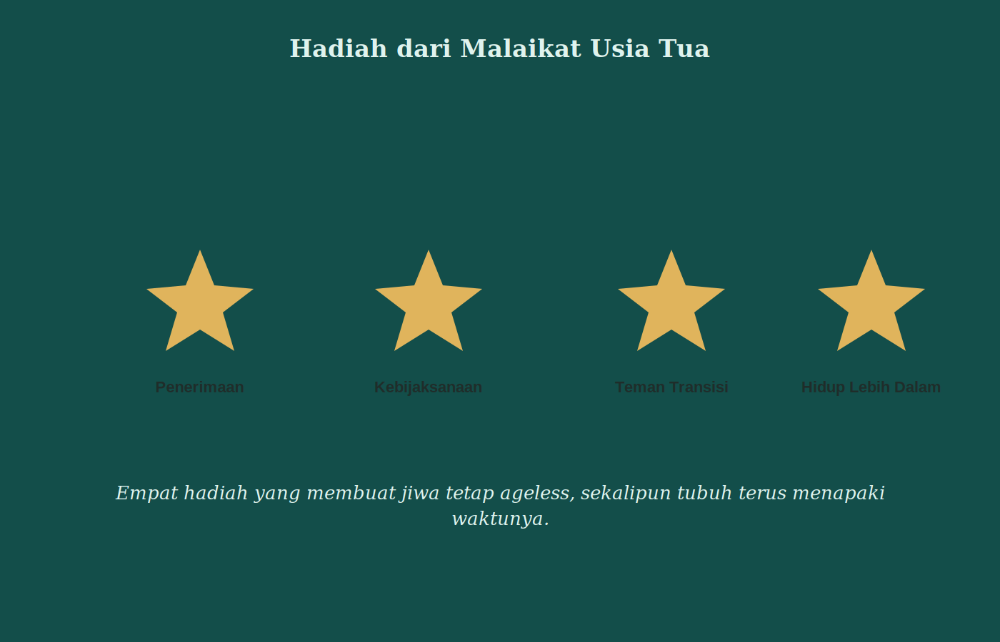 Hadiah dari Malaikat Usia Tua
Penerimaan
Kebijaksanaan
Teman Transisi
Hidup Lebih Dalam
Empat hadiah yang membuat jiwa tetap ageless, sekalipun tubuh terus menapaki
waktunya.